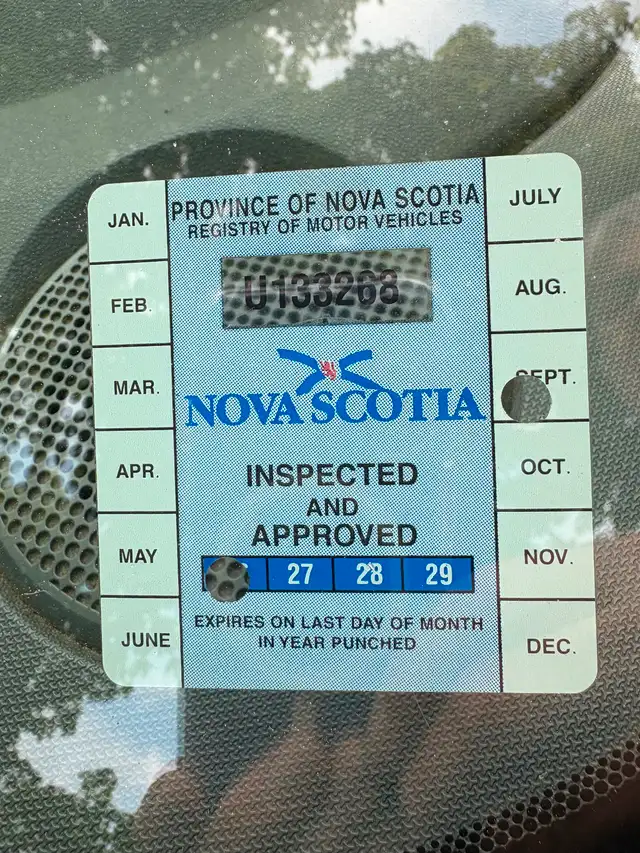 PROVINCE OF NOVA SCOTIA
REGISTRY OF MOTOR VEHICLES
U133268
NOVA SCOTIA
INSPECTED
AND
APPROVED
27 28 29
EXPIRES ON LAST DAY OF MONTH
IN YEAR PUNCHED
JAN.
FEB.
MAR.
APR.
MAY
JUNE
JULY
AUG.
SEPT.
OCT.
NOV.
DEC.